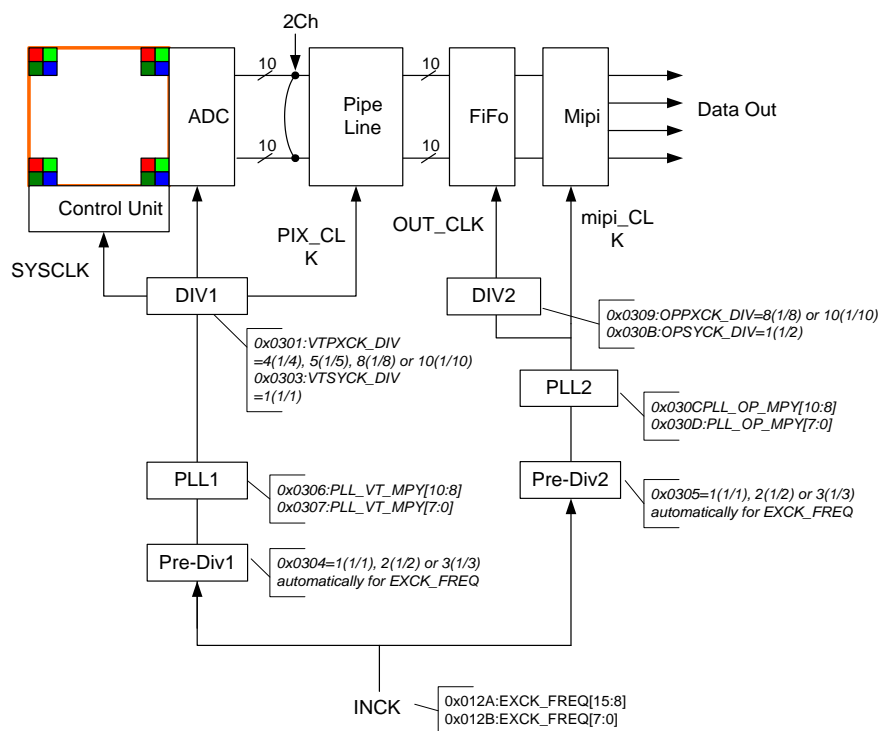 2Ch
10
10
ADC
Pipe
Line
FiFo
Mipi
Data Out
10
10
Control Unit
SYSCLK
PIX_CL
K
OUT_CLK
mipi_CL
K
DIV1
DIV2
0x0309:OPPXCK_DIV=8(1/8) or 10(1/10)
0x030B:OPSYCK_DIV=1(1/2)
0x0301:VTPXCK_DIV
=4(1/4), 5(1/5), 8(1/8) or 10(1/10)
0x0303:VTSYCK_DIV
=1(1/1)
PLL2
0x030CPLL_OP_MPY[10:8]
0x030D:PLL_OP_MPY[7:0]
PLL1
0x0306:PLL_VT_MPY[10:8]
0x0307:PLL_VT_MPY[7:0]
Pre-Div2
0x0305=1(1/1), 2(1/2) or 3(1/3)
automatically for EXCK_FREQ
Pre-Div1
0x0304=1(1/1), 2(1/2) or 3(1/3)
automatically for EXCK_FREQ
INCK
0x012A:EXCK_FREQ[15:8]
0x012B:EXCK_FREQ[7:0]